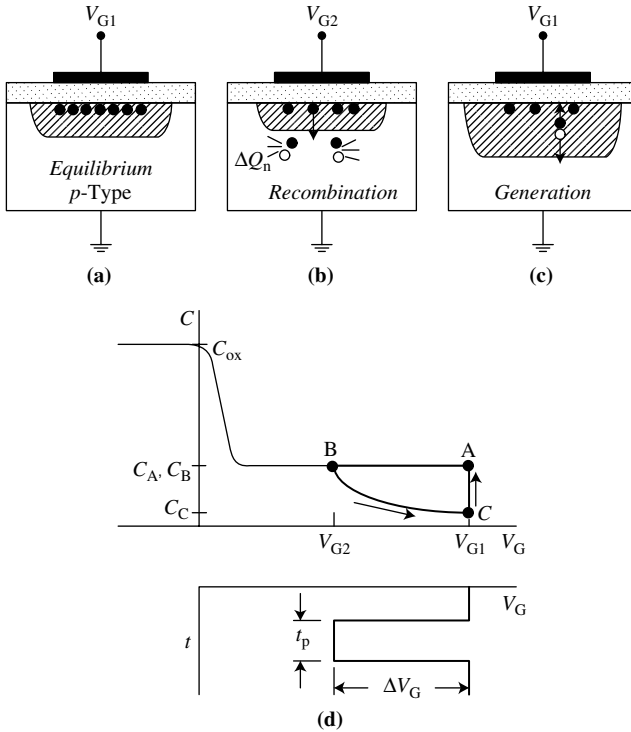 V_G1 V_G2 V_G1
Equilibrium
p-Type
ΔQ_n
Recombination
Generation
(a) (b) (c)
C
C_ox
B A
C_A, C_B
C_C C
V_G2 V_G1 V_G
V_G
t t_p
ΔV_G
(d)